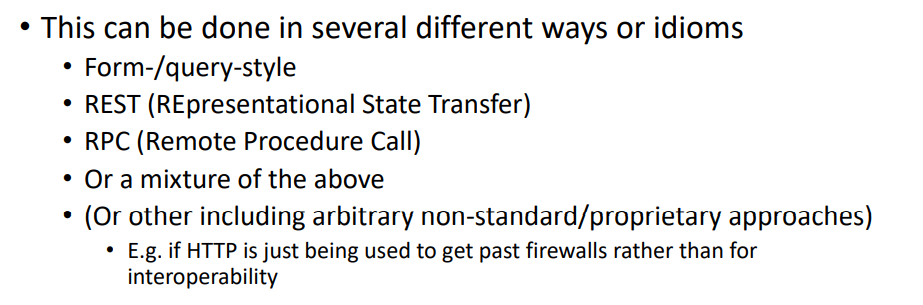 • This can be done in several different ways or idioms
• Form-/query-style
• REST (REpresentational State Transfer)
• RPC (Remote Procedure Call)
• Or a mixture of the above
• (Or other including arbitrary non-standard/proprietary approaches)
• E.g. if HTTP is just being used to get past firewalls rather than for
interoperability